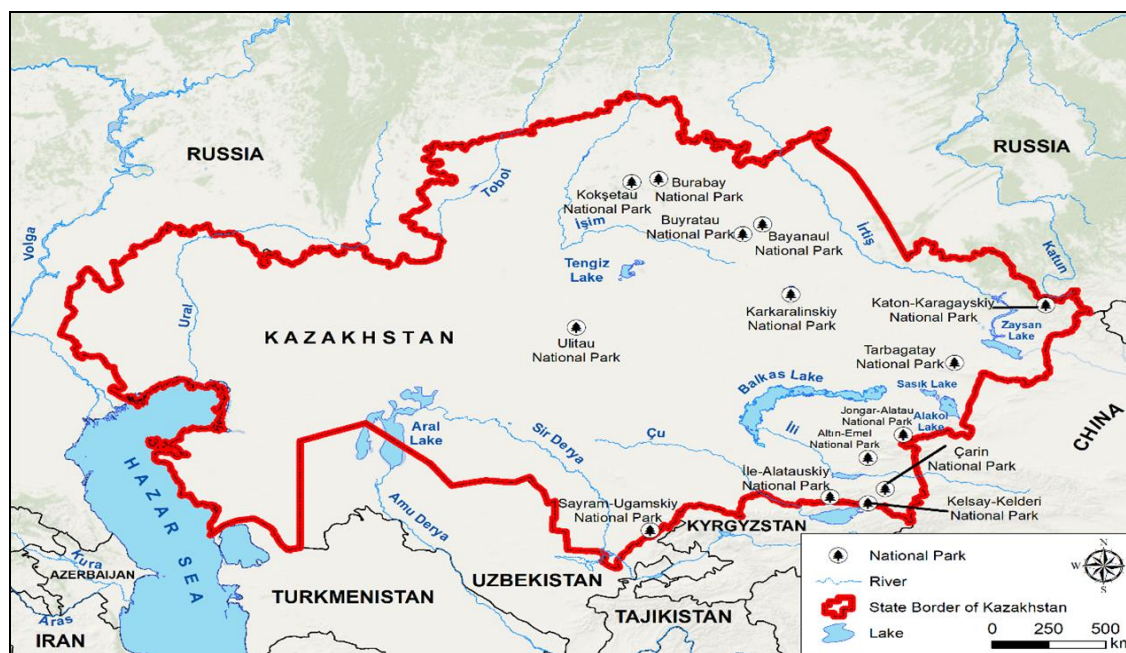 RUSSIA
RUSSIA
Volga
Ural
Tobol
İşim
İrtiş
Katun
Kokşetau
National Park
Burabay
National Park
Buyratau
National Park
Bayanaul
National Park
Tengiz
Lake
Karkaralinskiy
National Park
Katon-Karagayskiy
National Park
Zaysan
Lake
KAZAKHSTAN
Ulitau
National Park
Tarbagatay
National Park
Balkas Lake
Sasık Lake
Alakol
Lake
Jongar-Alatau
National Park
Altın-Emel
National Park
İli
Çu
Aral
Lake
Sir Derya
Amu Derya
CHINA
Çarin
National Park
İle-Alatauskiy
National Park
Kelsay-Kelderi
National Park
Sayram-Ugamskiy
National Park
KYRGYZSTAN
HAZAR SEA
UZBEKISTAN
TURKMENISTAN
TAJIKISTAN
Kura
AZERBAIJAN
Aras
IRAN
National Park
River
State Border of Kazakhstan
Lake
N
W
E
S
0 250 500
km